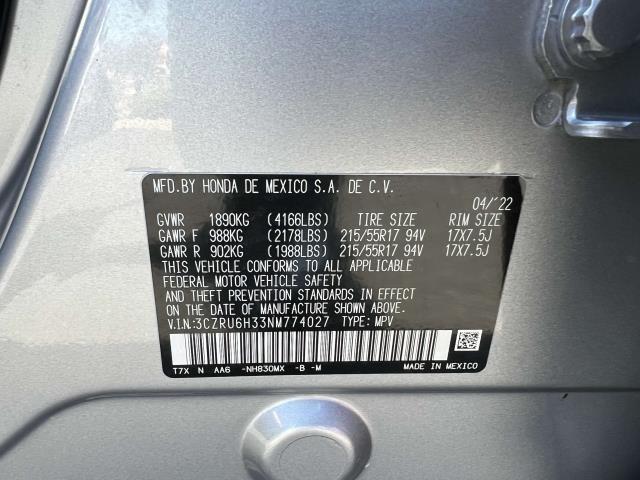 MFD.BY HONDA DE MEXICO S.A. DE C.V.
04/'22
GVWR 1890KG (4166LBS) TIRE SIZE RIM SIZE
GAWR F 988KG (2178LBS) 215/55R17 94V 17X7.5J
GAWR R 902KG (1988LBS) 215/55R17 94V 17X7.5J
THIS VEHICLE CONFORMS TO ALL APPLICABLE
FEDERAL MOTOR VEHICLE SAFETY
AND THEFT PREVENTION STANDARDS IN EFFECT
ON THE DATE OF MANUFACTURE SHOWN ABOVE.
V.I.N:3CZRU6H33NM774027 TYPE: MPV
T7X N AA6 -NH830MX -B -M MADE IN MEXICO